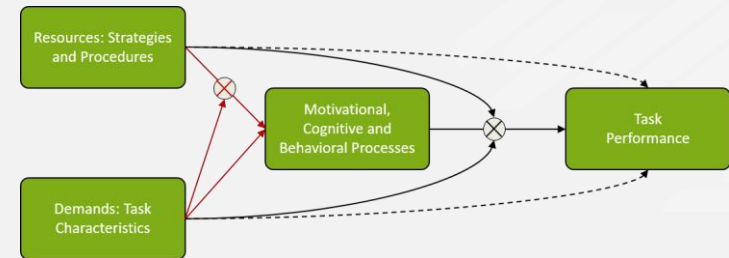 Resources: Strategies
and Procedures
Motivational,
Cognitive and
Behavioral Processes
Task
Performance
Demands: Task
Characteristics